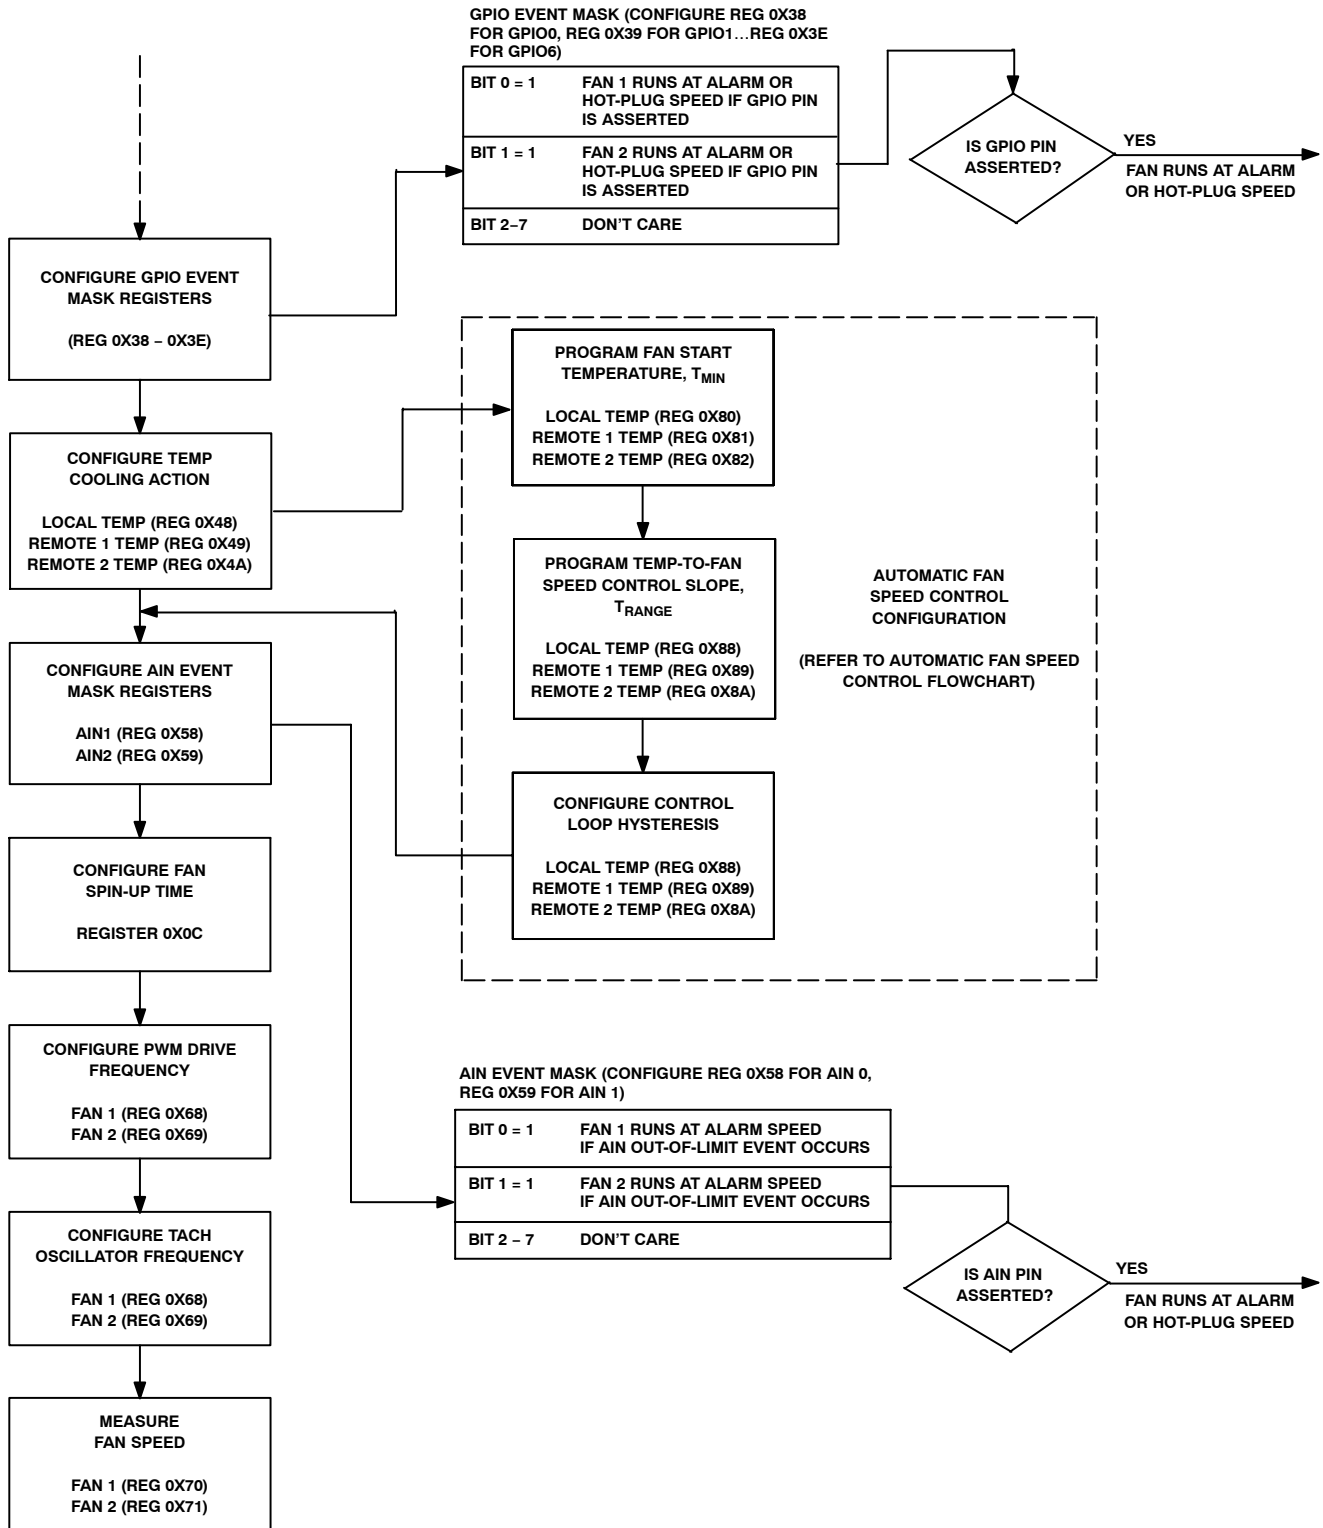 GPIO EVENT MASK (CONFIGURE REG 0X38
FOR GPIO0, REG 0X39 FOR GPIO1...REG 0X3E
FOR GPIO6)
BIT 0 = 1 FAN 1 RUNS AT ALARM OR
HOT-PLUG SPEED IF GPIO PIN
IS ASSERTED
BIT 1 = 1 FAN 2 RUNS AT ALARM OR
HOT-PLUG SPEED IF GPIO PIN
IS ASSERTED
BIT 2–7 DON'T CARE
IS GPIO PIN
ASSERTED?
YES
FAN RUNS AT ALARM
OR HOT-PLUG SPEED
CONFIGURE GPIO EVENT
MASK REGISTERS
(REG 0X38 – 0X3E)
CONFIGURE TEMP
COOLING ACTION
LOCAL TEMP (REG 0X48)
REMOTE 1 TEMP (REG 0X49)
REMOTE 2 TEMP (REG 0X4A)
PROGRAM FAN START
TEMPERATURE, TMIN
LOCAL TEMP (REG 0X80)
REMOTE 1 TEMP (REG 0X81)
REMOTE 2 TEMP (REG 0X82)
PROGRAM TEMP-TO-FAN
SPEED CONTROL SLOPE,
TRANGE
LOCAL TEMP (REG 0X88)
REMOTE 1 TEMP (REG 0X89)
REMOTE 2 TEMP (REG 0X8A)
AUTOMATIC FAN
SPEED CONTROL
CONFIGURATION
(REFER TO AUTOMATIC FAN SPEED
CONTROL FLOWCHART)
CONFIGURE CONTROL
LOOP HYSTERESIS
LOCAL TEMP (REG 0X88)
REMOTE 1 TEMP (REG 0X89)
REMOTE 2 TEMP (REG 0X8A)
CONFIGURE AIN EVENT
MASK REGISTERS
AIN1 (REG 0X58)
AIN2 (REG 0X59)
CONFIGURE FAN
SPIN-UP TIME
REGISTER 0X0C
CONFIGURE PWM DRIVE
FREQUENCY
FAN 1 (REG 0X68)
FAN 2 (REG 0X69)
AIN EVENT MASK (CONFIGURE REG 0X58 FOR AIN 0,
REG 0X59 FOR AIN 1)
BIT 0 = 1 FAN 1 RUNS AT ALARM SPEED
IF AIN OUT-OF-LIMIT EVENT OCCURS
BIT 1 = 1 FAN 2 RUNS AT ALARM SPEED
IF AIN OUT-OF-LIMIT EVENT OCCURS
BIT 2 – 7 DON'T CARE
IS AIN PIN
ASSERTED?
YES
FAN RUNS AT ALARM
OR HOT-PLUG SPEED
CONFIGURE TACH
OSCILLATOR FREQUENCY
FAN 1 (REG 0X68)
FAN 2 (REG 0X69)
MEASURE
FAN SPEED
FAN 1 (REG 0X70)
FAN 2 (REG 0X71)